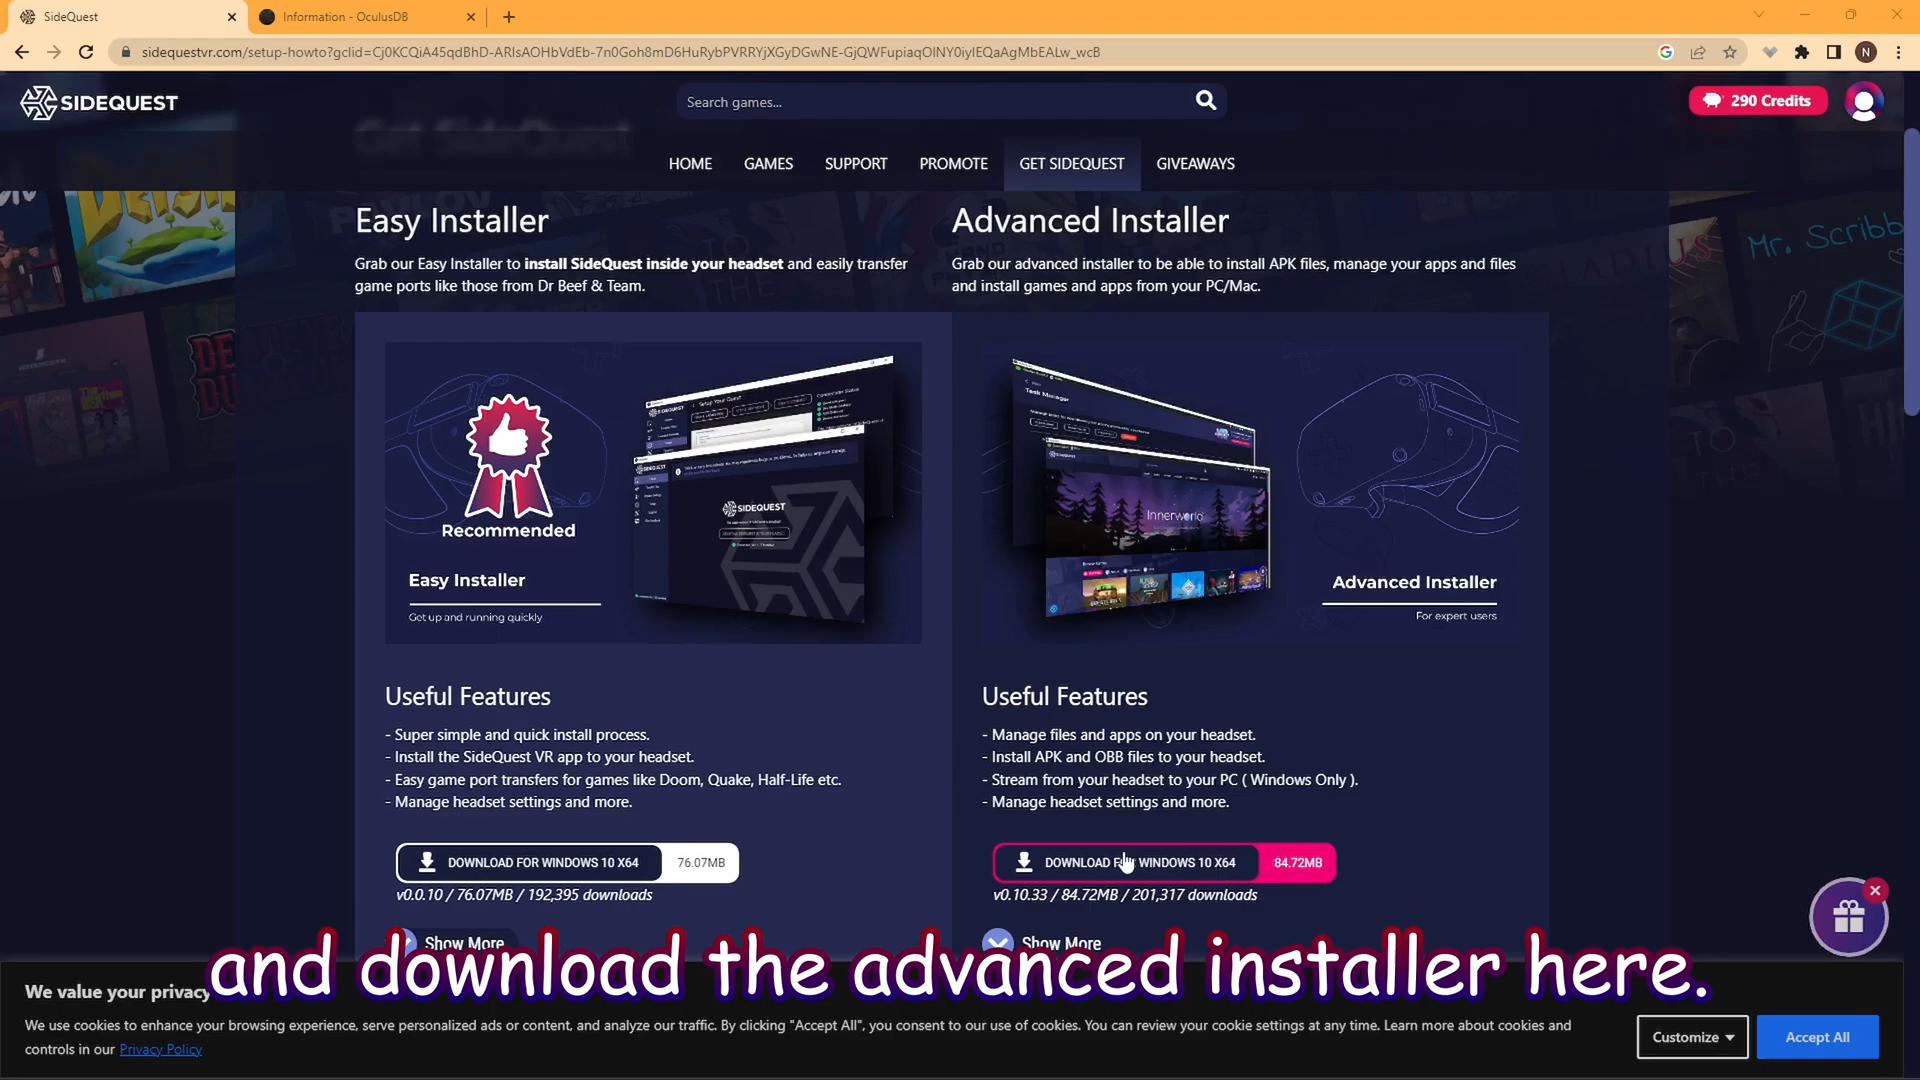 SideQuest
Information - OculusDB
sidequestvr.com/setup-howto?gclid=Cj0KCQiA45qdBhD-ARIsAOHbVdEb-7n0Goh8mD6HuRybPVRRYjXGyDGwNE-GjQWFupiaqOlNY0iyIEQaAgMbEALw_wcB
N
SIDEQUEST
Search games...
290 Credits
Get SideQuest
HOME GAMES SUPPORT PROMOTE GET SIDEQUEST GIVEAWAYS
Easy Installer
Grab our Easy Installer to install SideQuest inside your headset and easily transfer
game ports like those from Dr Beef & Team.
Advanced Installer
Grab our advanced installer to be able to install APK files, manage your apps and files
and install games and apps from your PC/Mac.
Mr. Scribb
Recommended
Easy Installer
Get up and running quickly
SIDEQUEST
Task Manager
Innerworld
Advanced Installer
For expert users
Useful Features
- Super simple and quick install process.
- Install the SideQuest VR app to your headset.
- Easy game port transfers for games like Doom, Quake, Half-Life etc.
- Manage headset settings and more.
DOWNLOAD FOR WINDOWS 10 X64 76.07MB
v0.0.10 / 76.07MB / 192,395 downloads
Show More
Useful Features
- Manage files and apps on your headset.
- Install APK and OBB files to your headset.
- Stream from your headset to your PC ( Windows Only ).
- Manage headset settings and more.
DOWNLOAD FOR WINDOWS 10 X64 84.72MB
v0.10.33 / 84.72MB / 201,317 downloads
Show More
and download the advanced installer here.
We value your privacy
We use cookies to enhance your browsing experience, serve personalized ads or content, and analyze our traffic. By clicking "Accept All", you consent to our use of cookies. You can review your cookie settings at any time. Learn more about cookies and
controls in our Privacy Policy
Customize
Accept All